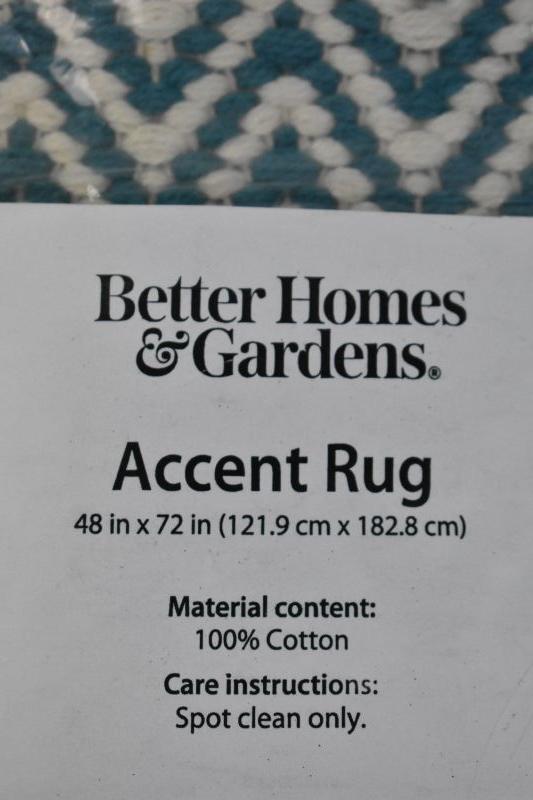 Better Homes
& Gardens®
Accent Rug
48 in x 72 in (121.9 cm x 182.8 cm)
Material content:
100% Cotton
Care instructions:
Spot clean only.